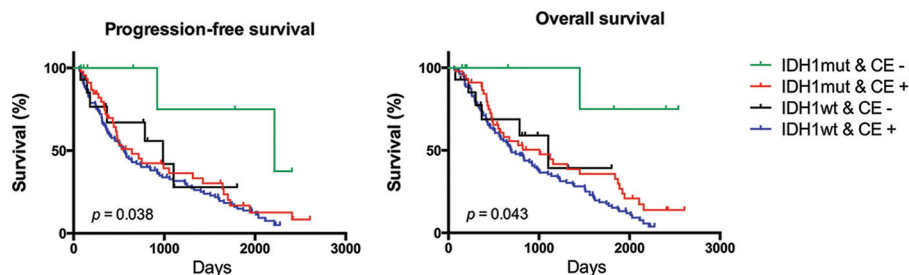 Progression-free survival
Overall survival
Survival (%)
100
50
0
p = 0.038
0
1000
2000
3000
Days
Survival (%)
100
50
0
p = 0.043
0
1000
2000
3000
Days
IDH1mut & CE -
IDH1mut & CE +
IDH1wt & CE -
IDH1wt & CE +